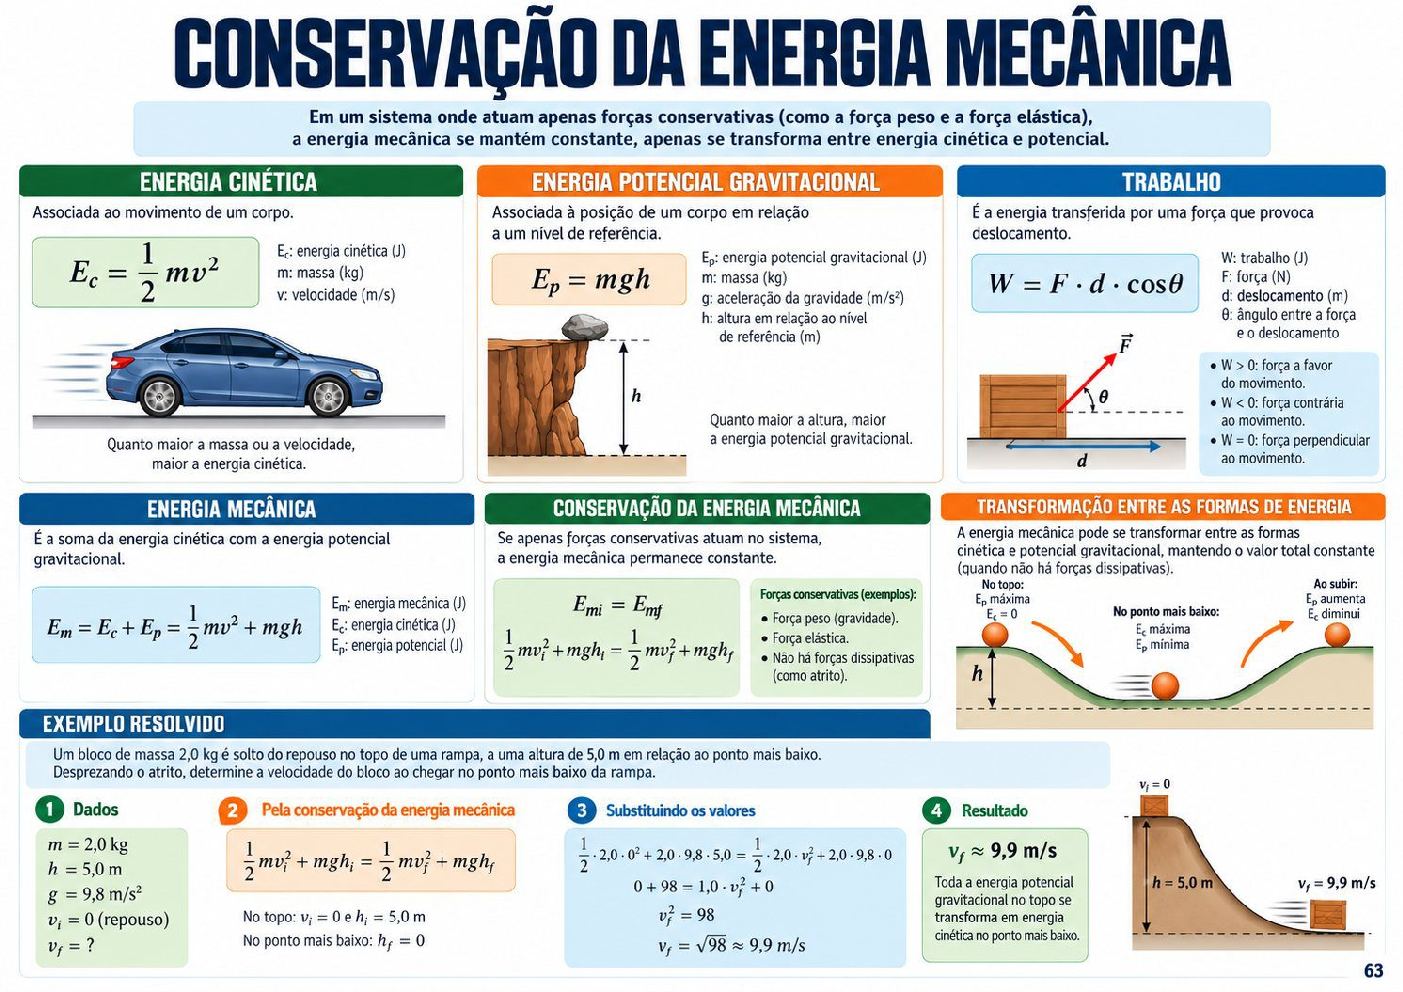 CONSERVAÇÃO DA ENERGIA MECÂNICA
Em um sistema onde atuam apenas forças conservativas (como a força peso e a força elástica),
a energia mecânica se mantém constante, apenas se transforma entre energia cinética e potencial.
ENERGIA CINÉTICA
Associada ao movimento de um corpo.
E_c = 1/2 mv²
E_c: energia cinética (J)
m: massa (kg)
v: velocidade (m/s)
Quanto maior a massa ou a velocidade,
maior a energia cinética.
ENERGIA POTENCIAL GRAVITACIONAL
Associada à posição de um corpo em relação
a um nível de referência.
E_p = mgh
E_p: energia potencial gravitacional (J)
m: massa (kg)
g: aceleração da gravidade (m/s²)
h: altura em relação ao nível
de referência (m)
h
Quanto maior a altura, maior
a energia potencial gravitacional.
TRABALHO
É a energia transferida por uma força que provoca
deslocamento.
W = F · d · cosθ
W: trabalho (J)
F: força (N)
d: deslocamento (m)
θ: ângulo entre a força
e o deslocamento
F⃗
θ
d
• W > 0: força a favor
do movimento.
• W < 0: força contrária
ao movimento.
• W = 0: força perpendicular
ao movimento.
ENERGIA MECÂNICA
É a soma da energia cinética com a energia potencial
gravitacional.
E_m = E_c + E_p = 1/2 mv² + mgh
E_m: energia mecânica (J)
E_c: energia cinética (J)
E_p: energia potencial (J)
CONSERVAÇÃO DA ENERGIA MECÂNICA
Se apenas forças conservativas atuam no sistema,
a energia mecânica permanece constante.
E_mi = E_mf
1/2 mv_i² + mgh_i = 1/2 mv_f² + mgh_f
Forças conservativas (exemplos):
• Força peso (gravidade).
• Força elástica.
• Não há forças dissipativas
(como atrito).
TRANSFORMAÇÃO ENTRE AS FORMAS DE ENERGIA
A energia mecânica pode se transformar entre as formas
cinética e potencial gravitacional, mantendo o valor total constante
(quando não há forças dissipativas).
No topo:
E_p máxima
E_c = 0
No ponto mais baixo:
E_c máxima
E_p mínima
Ao subir:
E_p aumenta
E_c diminui
h
EXEMPLO RESOLVIDO
Um bloco de massa 2,0 kg é solto do repouso no topo de uma rampa, a uma altura de 5,0 m em relação ao ponto mais baixo.
Desprezando o atrito, determine a velocidade do bloco ao chegar no ponto mais baixo da rampa.
1 Dados
m = 2,0 kg
h = 5,0 m
g = 9,8 m/s²
v_i = 0 (repouso)
v_f = ?
2 Pela conservação da energia mecânica
1/2 mv_i² + mgh_i = 1/2 mv_f² + mgh_f
No topo: v_i = 0 e h_i = 5,0 m
No ponto mais baixo: h_f = 0
3 Substituindo os valores
1/2 · 2,0 · 0² + 2,0 · 9,8 · 5,0 = 1/2 · 2,0 · v_f² + 2,0 · 9,8 · 0
0 + 98 = 1,0 · v_f² + 0
v_f² = 98
v_f = √98 ≈ 9,9 m/s
4 Resultado
v_f ≈ 9,9 m/s
Toda a energia potencial
gravitacional no topo se
transforma em energia
cinética no ponto mais baixo.
v_i = 0
h = 5,0 m
v_f = 9,9 m/s
63